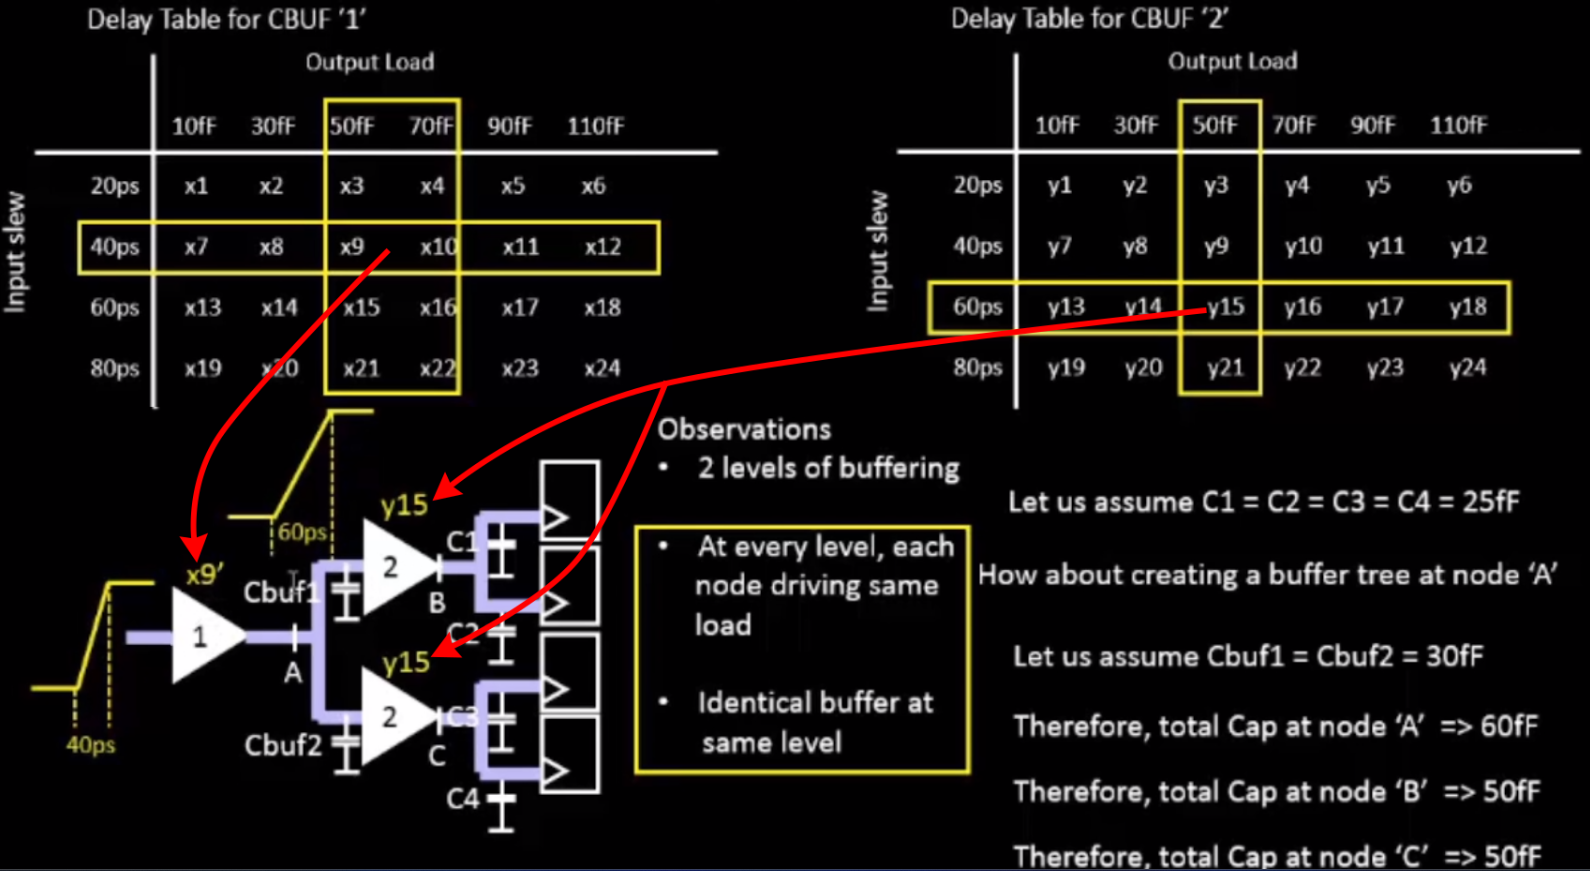 Delay Table for CBUF ‘1’
Output Load
10fF 30fF 50fF 70fF 90fF 110fF
Input slew
20ps x1 x2 x3 x4 x5 x6
40ps x7 x8 x9 x10 x11 x12
60ps x13 x14 x15 x16 x17 x18
80ps x19 x20 x21 x22 x23 x24
Delay Table for CBUF ‘2’
Output Load
10fF 30fF 50fF 70fF 90fF 110fF
Input slew
20ps y1 y2 y3 y4 y5 y6
40ps y7 y8 y9 y10 y11 y12
60ps y13 y14 y15 y16 y17 y18
80ps y19 y20 y21 y22 y23 y24
40ps
x9’
1
A
60ps
Cbuf1
Cbuf2
y15
2
B
y15
2
C
C1
C2
C3
C4
Observations
• 2 levels of buffering
• At every level, each
node driving same
load
• Identical buffer at
same level
Let us assume C1 = C2 = C3 = C4 = 25fF
How about creating a buffer tree at node ‘A’
Let us assume Cbuf1 = Cbuf2 = 30fF
Therefore, total Cap at node ‘A’ => 60fF
Therefore, total Cap at node ‘B’ => 50fF
Therefore, total Cap at node ‘C’ => 50fF